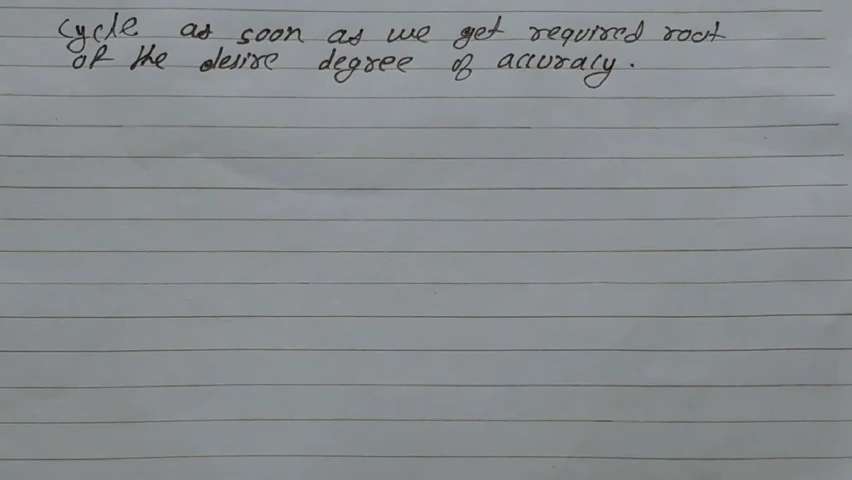 cycle as soon as we get required root
of the desire degree of accuracy.